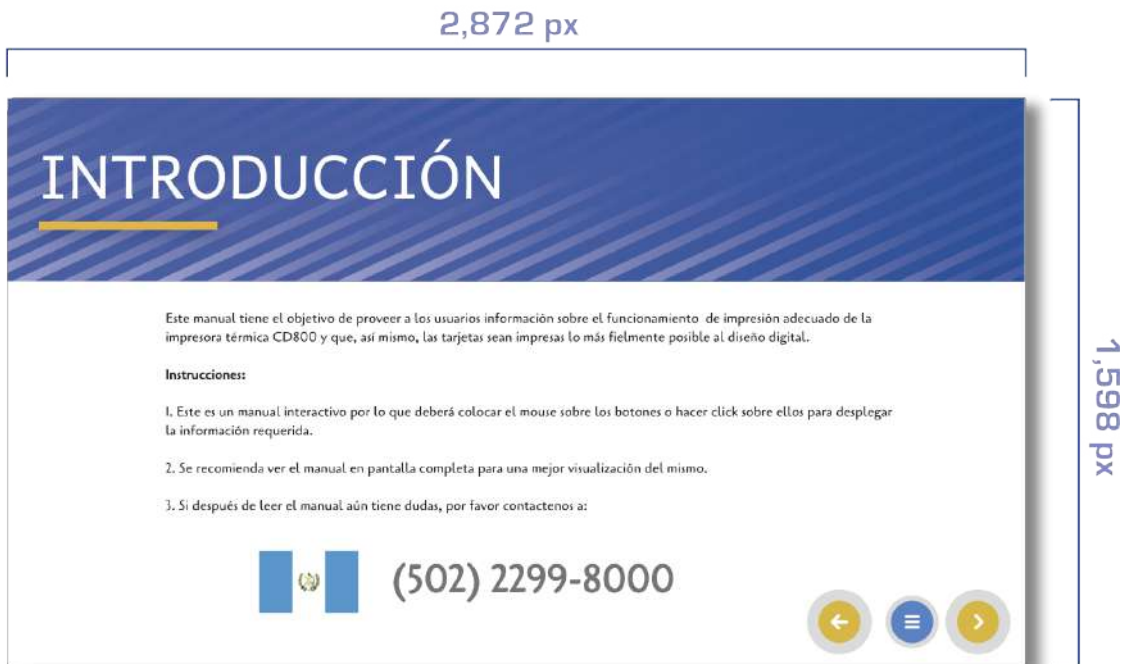 2,872 px
INTRODUCCIÓN
Este manual tiene el objetivo de proveer a los usuarios información sobre el funcionamiento de impresión adecuado de la
impresora térmica CD800 y que, así mismo, las tarjetas sean impresas lo más fielmente posible al diseño digital.
Instrucciones:
1. Este es un manual interactivo por lo que deberá colocar el mouse sobre los botones o hacer click sobre ellos para desplegar
la información requerida.
2. Se recomienda ver el manual en pantalla completa para una mejor visualización del mismo.
3. Si después de leer el manual aún tiene dudas, por favor contactenos a:
(502) 2299-8000
1,598 px